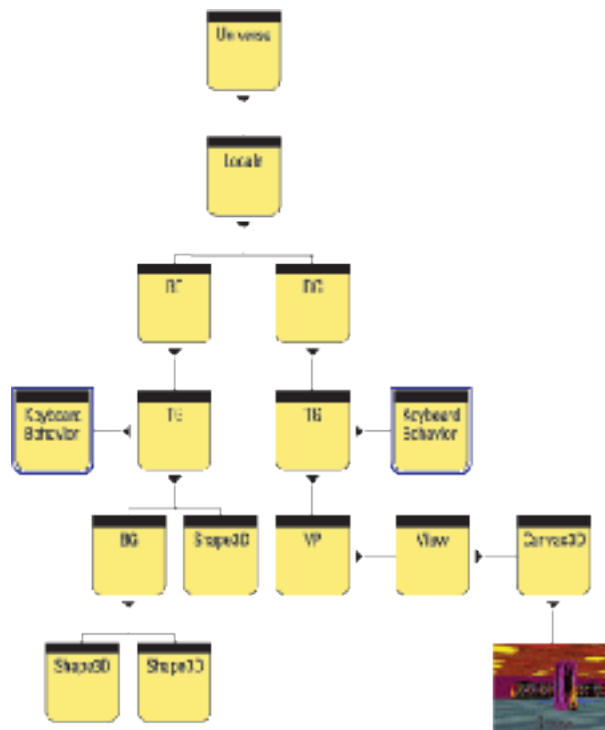 Universe
Locale
BG
BG
Keyboard
Behavior
TG
TG
Keyboard
Behavior
BG
Shape3D
VP
View
Canvas3D
Shape3D
Shape3D